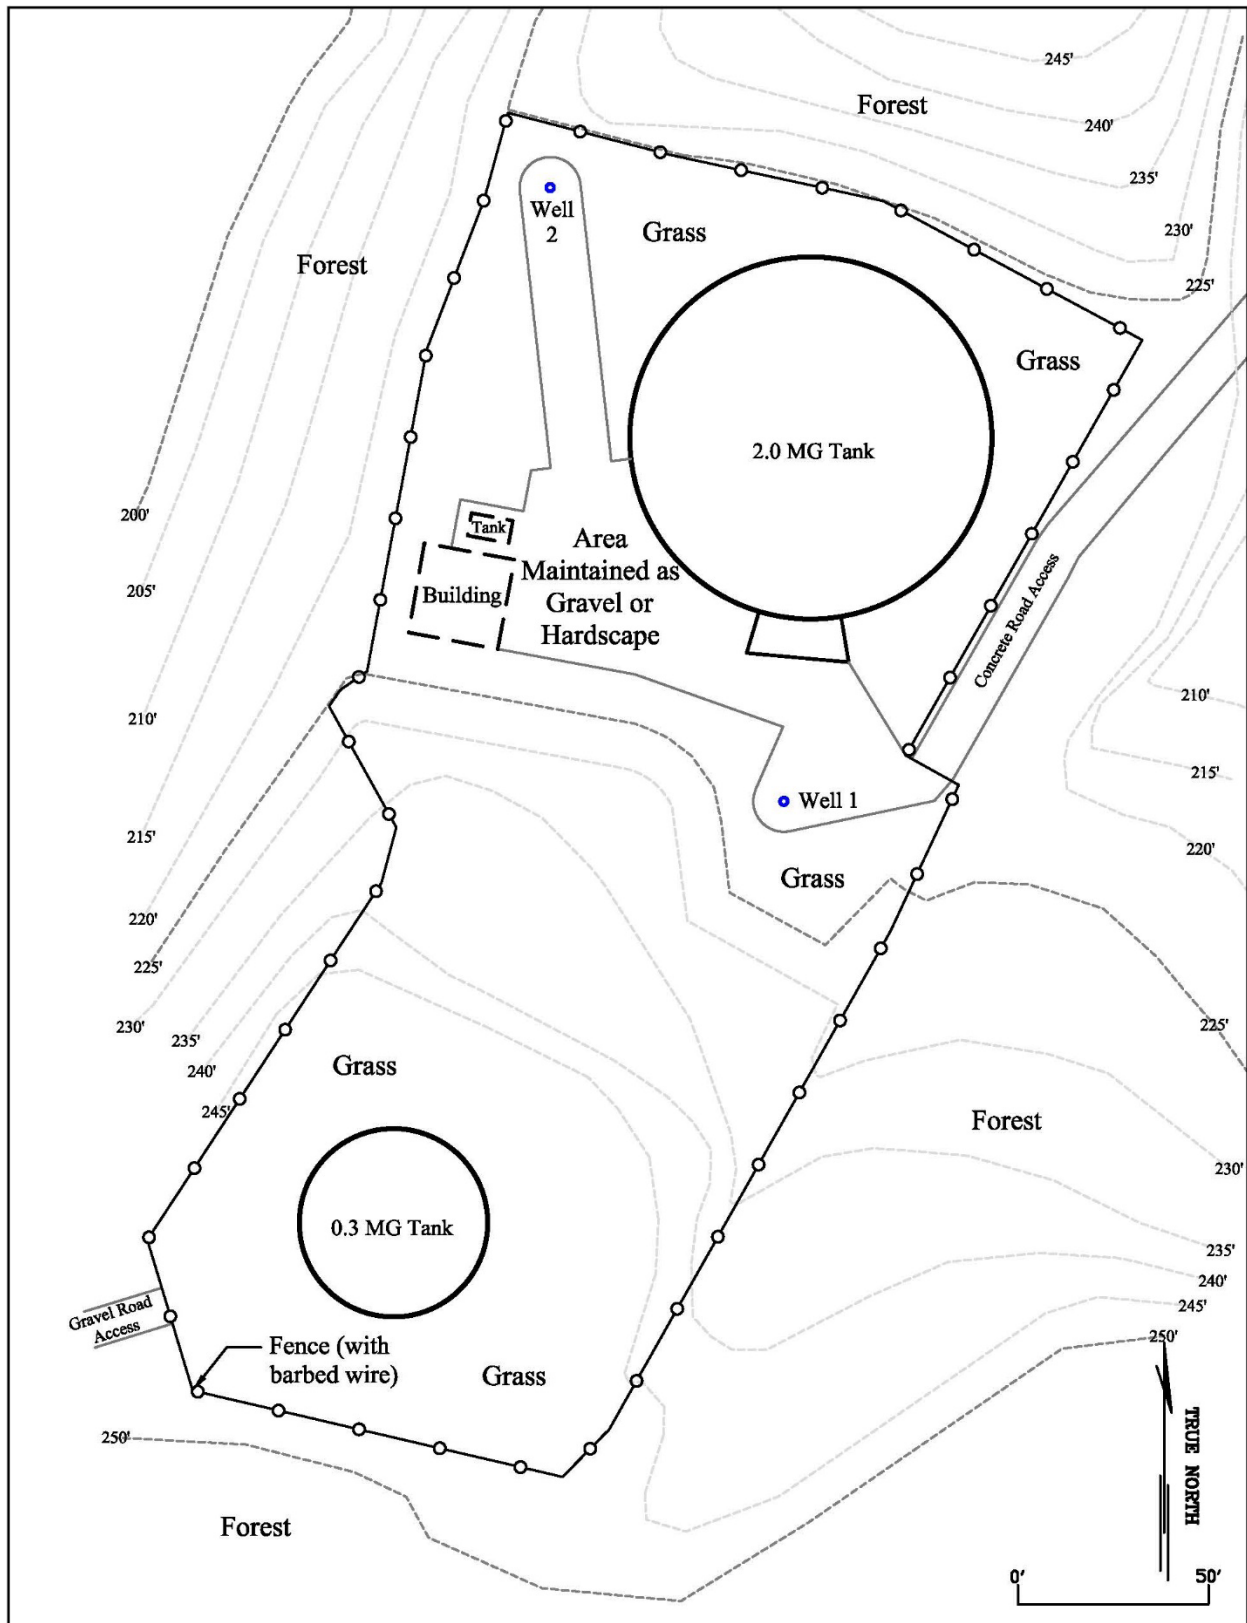 245'
Forest
240'
235'
Well
2
Grass
230'
Forest
225'
Grass
2.0 MG Tank
200'
Tank
Area
Maintained as
Gravel or
Hardscape
205'
Building
Concrete Road Access
210'
210'
215'
Well 1
215'
220'
Grass
220'
225'
230'
225'
235'
240'
Grass
245'
Forest
230'
0.3 MG Tank
235'
240'
Gravel Road
Access
245'
250'
Fence (with
barbed wire)
Grass
250'
TRUE NORTH
Forest
0'
50'